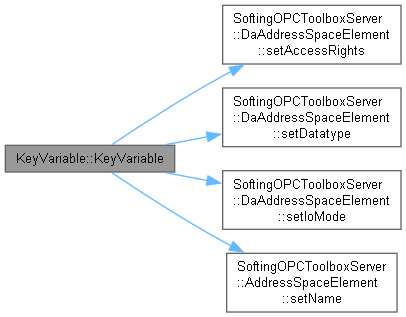 SoftingOPCToolboxServer
::DaAddressSpaceElement
::setAccessRights
SoftingOPCToolboxServer
::DaAddressSpaceElement
::setDatatype
KeyVariable::KeyVariable
SoftingOPCToolboxServer
::DaAddressSpaceElement
::setIoMode
SoftingOPCToolboxServer
::AddressSpaceElement
::setName